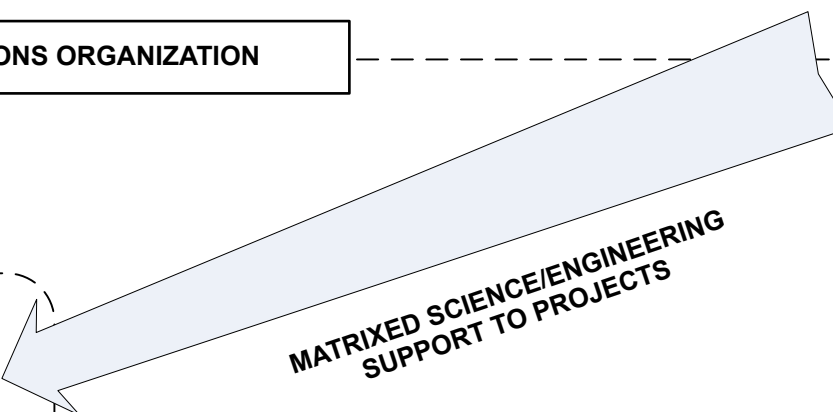 ONS ORGANIZATION
MATRIXED SCIENCE/ENGINEERING
SUPPORT TO PROJECTS